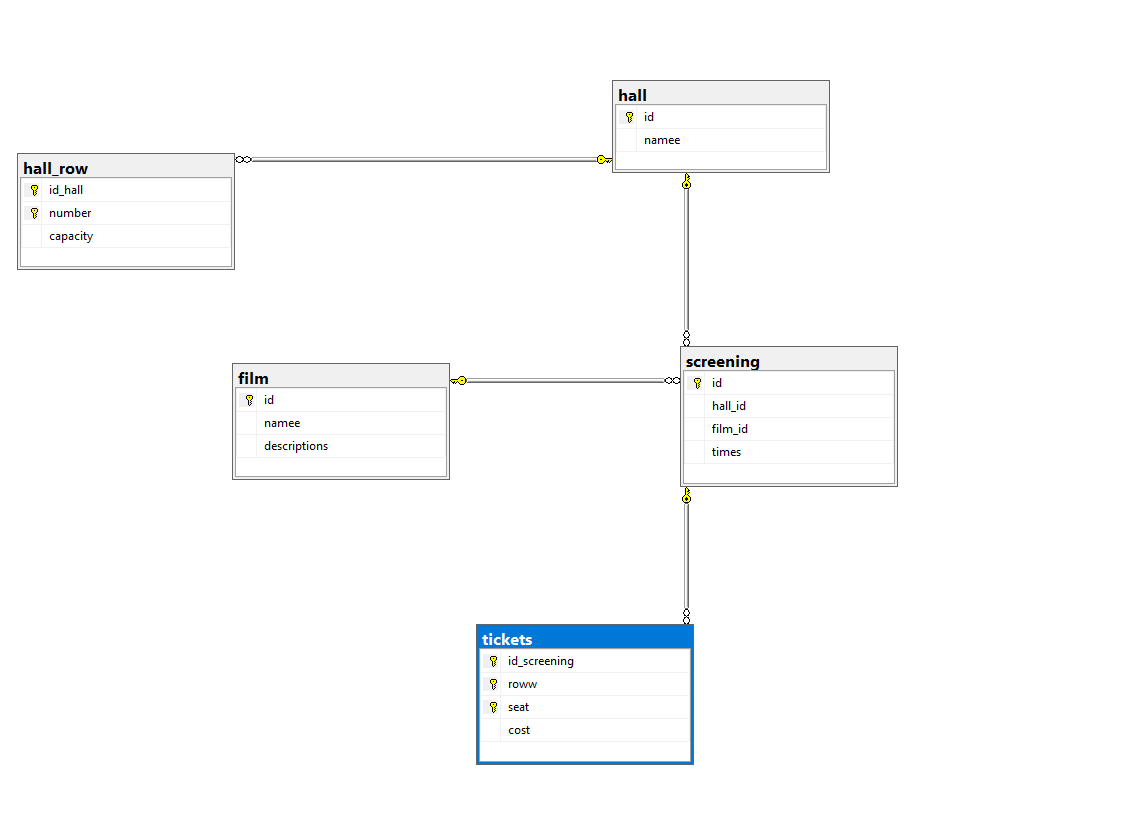 hall
id
namee
hall_row
id_hall
number
capacity
film
id
namee
descriptions
screening
id
hall_id
film_id
times
tickets
id_screening
roww
seat
cost